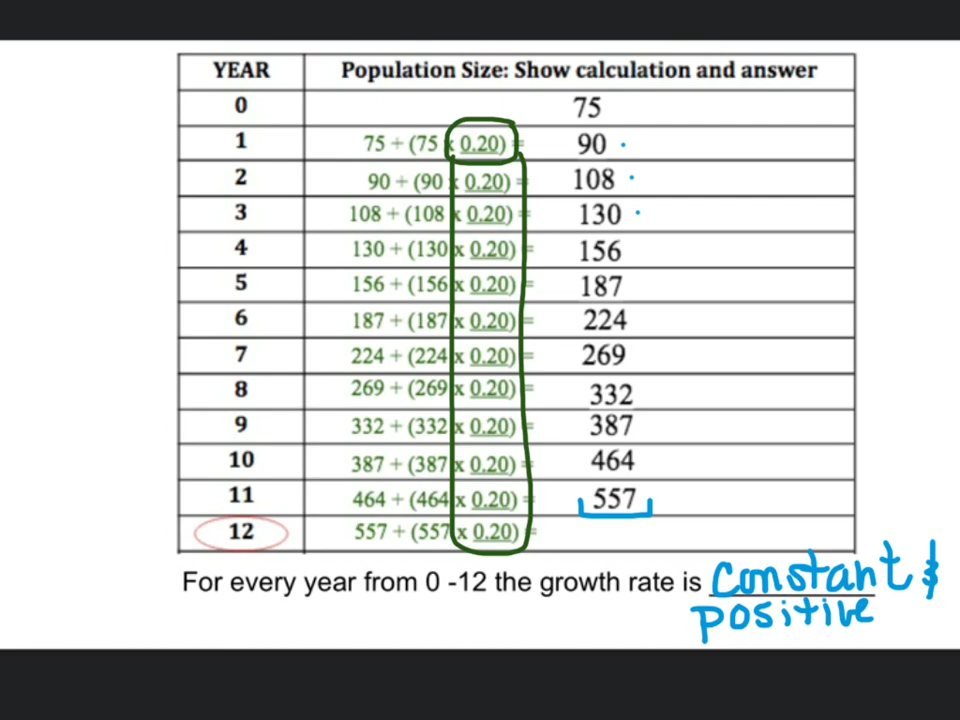 YEAR Population Size: Show calculation and answer
0 75
1 75 + (75 x 0.20) = 90
2 90 + (90 x 0.20) = 108
3 108 + (108 x 0.20) = 130
4 130 + (130 x 0.20) = 156
5 156 + (156 x 0.20) = 187
6 187 + (187 x 0.20) = 224
7 224 + (224 x 0.20) = 269
8 269 + (269 x 0.20) = 332
9 332 + (332 x 0.20) = 387
10 387 + (387 x 0.20) = 464
11 464 + (464 x 0.20) = 557
12 557 + (557 x 0.20) =
For every year from 0 -12 the growth rate is constant &
positive